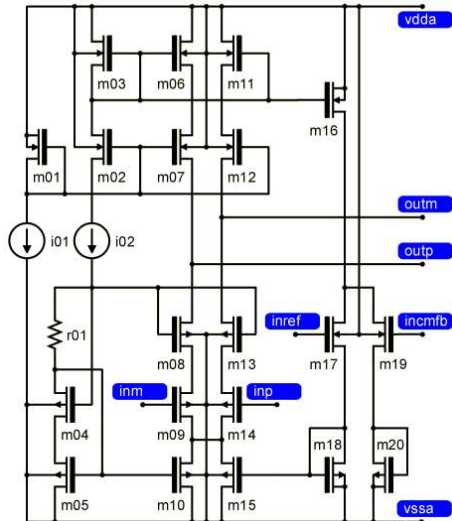 vdda
m03
m06
m11
m16
m01
m02
m07
m12
outm
i01
i02
outp
r01
inref
incmfb
m08
m13
m17
m19
inm
inp
m04
m09
m14
m18
m20
m05
m10
m15
vssa